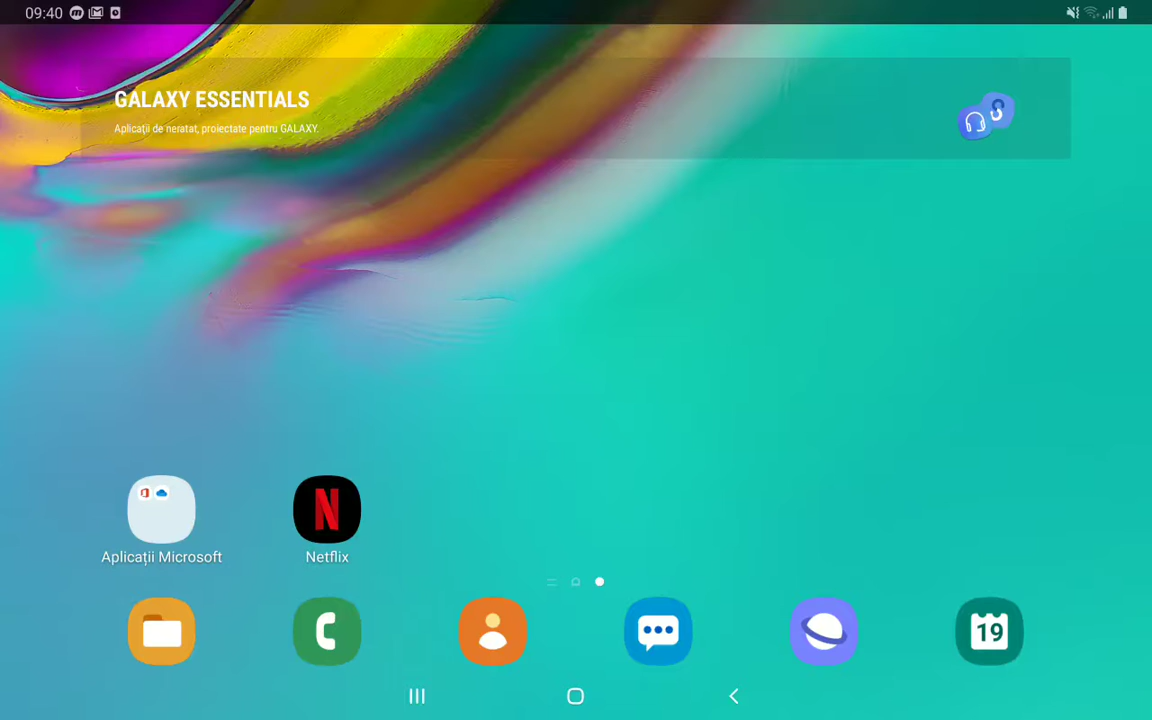 09:40
GALAXY ESSENTIALS
Aplicații de neratat, proiectate pentru GALAXY.
Aplicații Microsoft
Netflix
19